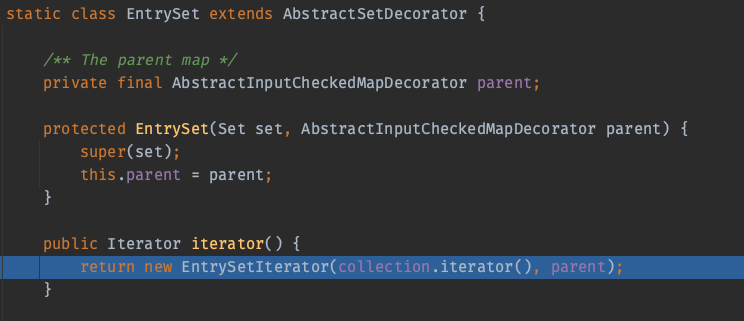 static class EntrySet extends AbstractSetDecorator {
/** The parent map */
private final AbstractInputCheckedMapDecorator parent;
protected EntrySet(Set set, AbstractInputCheckedMapDecorator parent) {
super(set);
this.parent = parent;
}
public Iterator iterator() {
return new EntrySetIterator(collection.iterator(), parent);
}